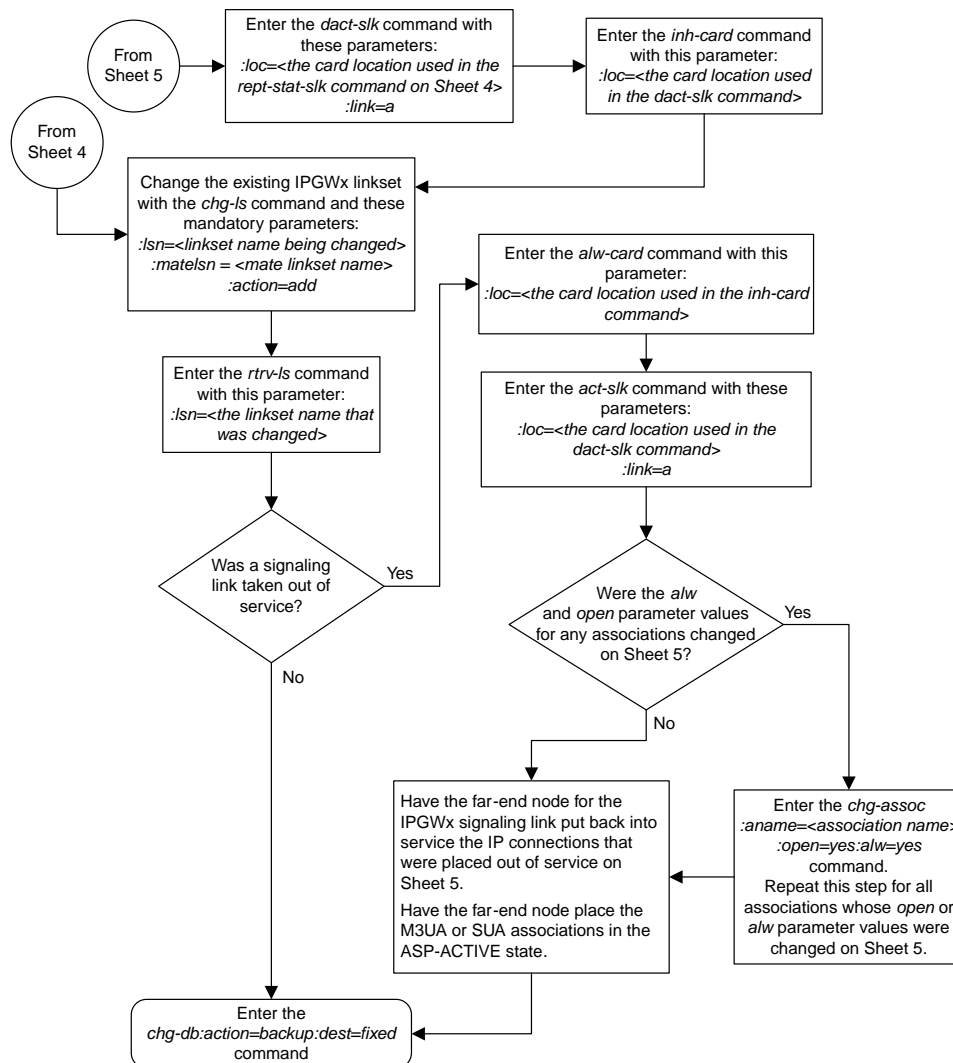 From
Sheet 5
Enter the dact-slk command with
these parameters:
:loc=<the card location used in the
rept-stat-slk command on Sheet 4>
:link=a
Enter the inh-card command
with this parameter:
:loc=<the card location used
in the dact-slk command>
From
Sheet 4
Change the existing IPGWx linkset
with the chg-ls command and these
mandatory parameters:
:lsn=<linkset name being changed>
:matelsn = <mate linkset name>
:action=add
Enter the rtrv-ls command
with this parameter:
:lsn=<the linkset name that
was changed>
Was a signaling
link taken out of
service?
Yes
No
Enter the alw-card command with this
parameter:
:loc=<the card location used in the inh-card
command>
Enter the act-slk command with these
parameters:
:loc=<the card location used in the
dact-slk command>
:link=a
Were the alw
and open parameter values
for any associations changed
on Sheet 5?
Yes
No
Have the far-end node for the
IPGWx signaling link put back into
service the IP connections that
were placed out of service on
Sheet 5.
Have the far-end node place the
M3UA or SUA associations in the
ASP-ACTIVE state.
Enter the chg-assoc
:aname=<association name>
:open=yes:alw=yes
command.
Repeat this step for all
associations whose open or
alw parameter values were
changed on Sheet 5.
Enter the
chg-db:action=backup:dest=fixed
command